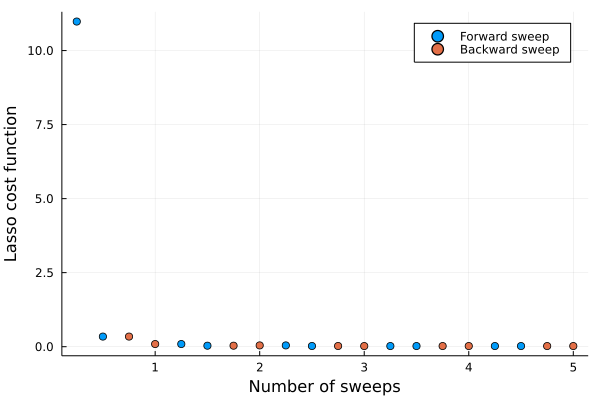 Lasso cost function
10.0
7.5
5.0
2.5
0.0
Forward sweep
Backward sweep
1 2 3 4 5
Number of sweeps